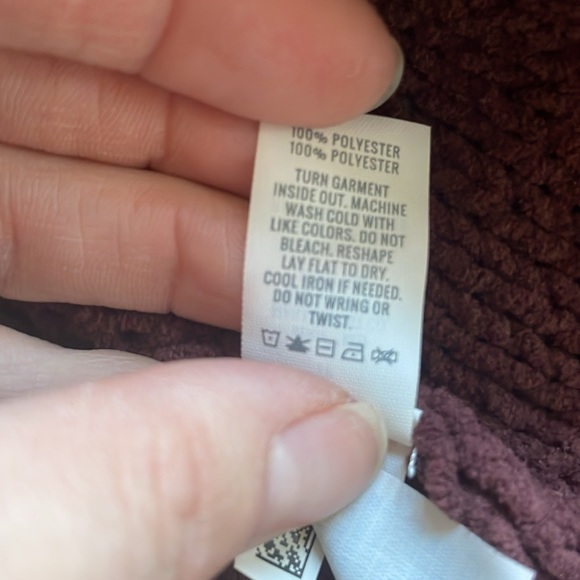 100% POLYESTER
100% POLYESTER
TURN GARMENT
INSIDE OUT. MACHINE
WASH COLD WITH
LIKE COLORS. DO NOT
BLEACH. RESHAPE
LAY FLAT TO DRY.
COOL IRON IF NEEDED.
DO NOT WRING OR
TWIST.